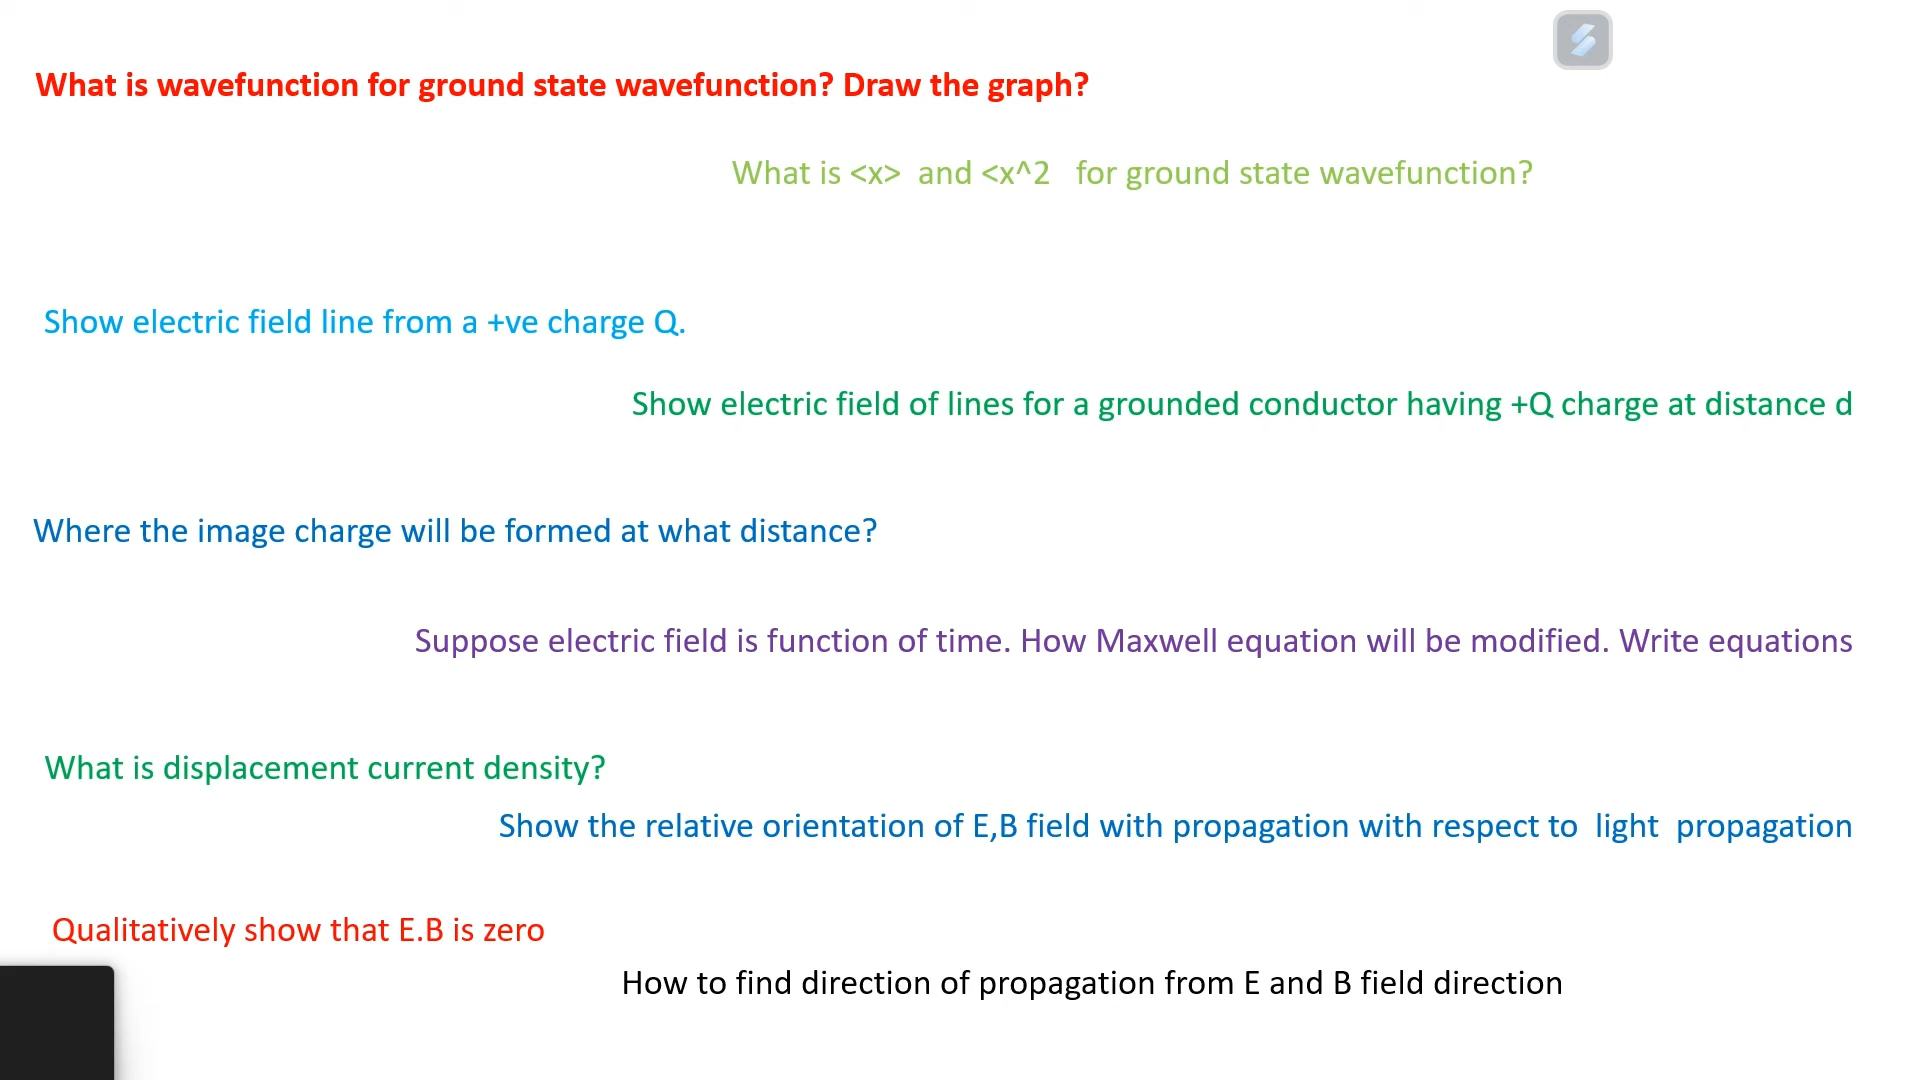 What is wavefunction for ground state wavefunction? Draw the graph?
What is <x>  and <x^2   for ground state wavefunction?
Show electric field line from a +ve charge Q.
Show electric field of lines for a grounded conductor having +Q charge at distance d
Where the image charge will be formed at what distance?
Suppose electric field is function of time. How Maxwell equation will be modified. Write equations
What is displacement current density?
Show the relative orientation of E,B field with propagation with respect to  light  propagation
Qualitatively show that E.B is zero
How to find direction of propagation from E and B field direction